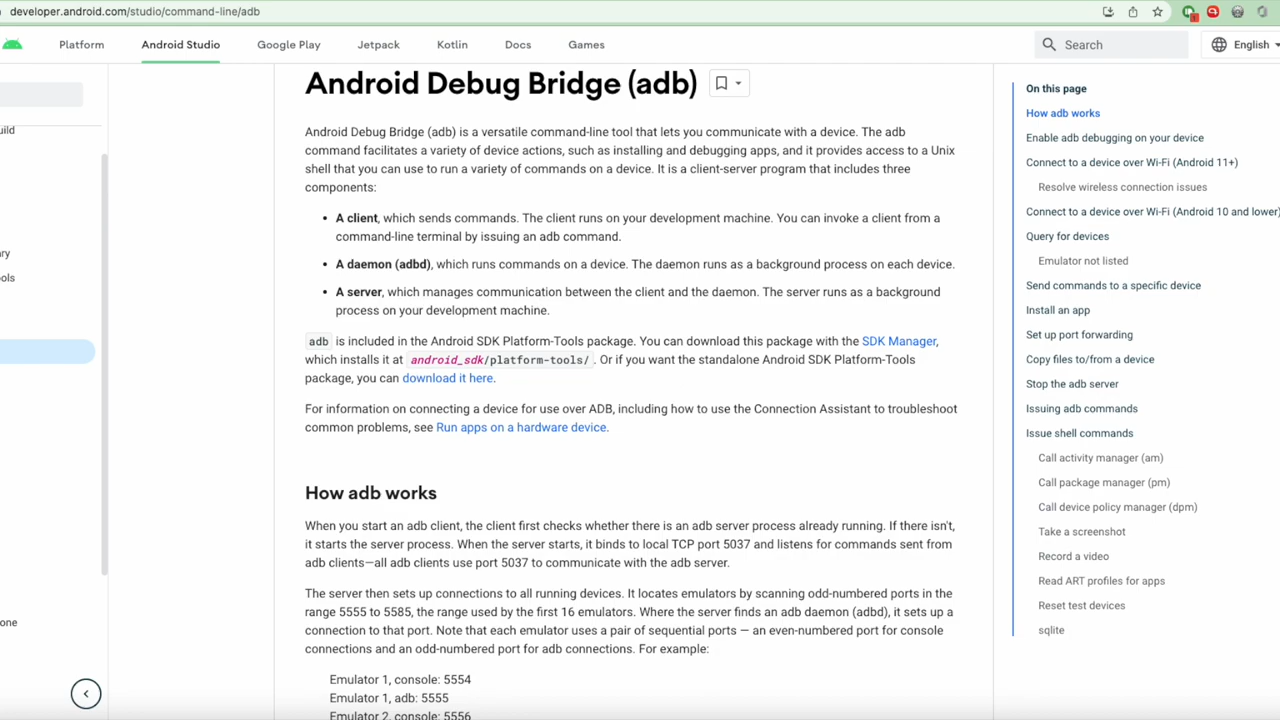 developer.android.com/studio/command-line/adb
Platform
Android Studio
Google Play
Jetpack
Kotlin
Docs
Games
Search
English
uild
ry
ols
one
Android Debug Bridge (adb)
Android Debug Bridge (adb) is a versatile command-line tool that lets you communicate with a device. The adb
command facilitates a variety of device actions, such as installing and debugging apps, and it provides access to a Unix
shell that you can use to run a variety of commands on a device. It is a client-server program that includes three
components:
• A client, which sends commands. The client runs on your development machine. You can invoke a client from a
command-line terminal by issuing an adb command.
• A daemon (adbd), which runs commands on a device. The daemon runs as a background process on each device.
• A server, which manages communication between the client and the daemon. The server runs as a background
process on your development machine.
adb is included in the Android SDK Platform-Tools package. You can download this package with the SDK Manager,
which installs it at android_sdk/platform-tools/. Or if you want the standalone Android SDK Platform-Tools
package, you can download it here.
For information on connecting a device for use over ADB, including how to use the Connection Assistant to troubleshoot
common problems, see Run apps on a hardware device.
How adb works
When you start an adb client, the client first checks whether there is an adb server process already running. If there isn't,
it starts the server process. When the server starts, it binds to local TCP port 5037 and listens for commands sent from
adb clients—all adb clients use port 5037 to communicate with the adb server.
The server then sets up connections to all running devices. It locates emulators by scanning odd-numbered ports in the
range 5555 to 5585, the range used by the first 16 emulators. Where the server finds an adb daemon (adbd), it sets up a
connection to that port. Note that each emulator uses a pair of sequential ports — an even-numbered port for console
connections and an odd-numbered port for adb connections. For example:
Emulator 1, console: 5554
Emulator 1, adb: 5555
Emulator 2, console: 5556
On this page
How adb works
Enable adb debugging on your device
Connect to a device over Wi-Fi (Android 11+)
Resolve wireless connection issues
Connect to a device over Wi-Fi (Android 10 and lower)
Query for devices
Emulator not listed
Send commands to a specific device
Install an app
Set up port forwarding
Copy files to/from a device
Stop the adb server
Issuing adb commands
Issue shell commands
Call activity manager (am)
Call package manager (pm)
Call device policy manager (dpm)
Take a screenshot
Record a video
Read ART profiles for apps
Reset test devices
sqlite